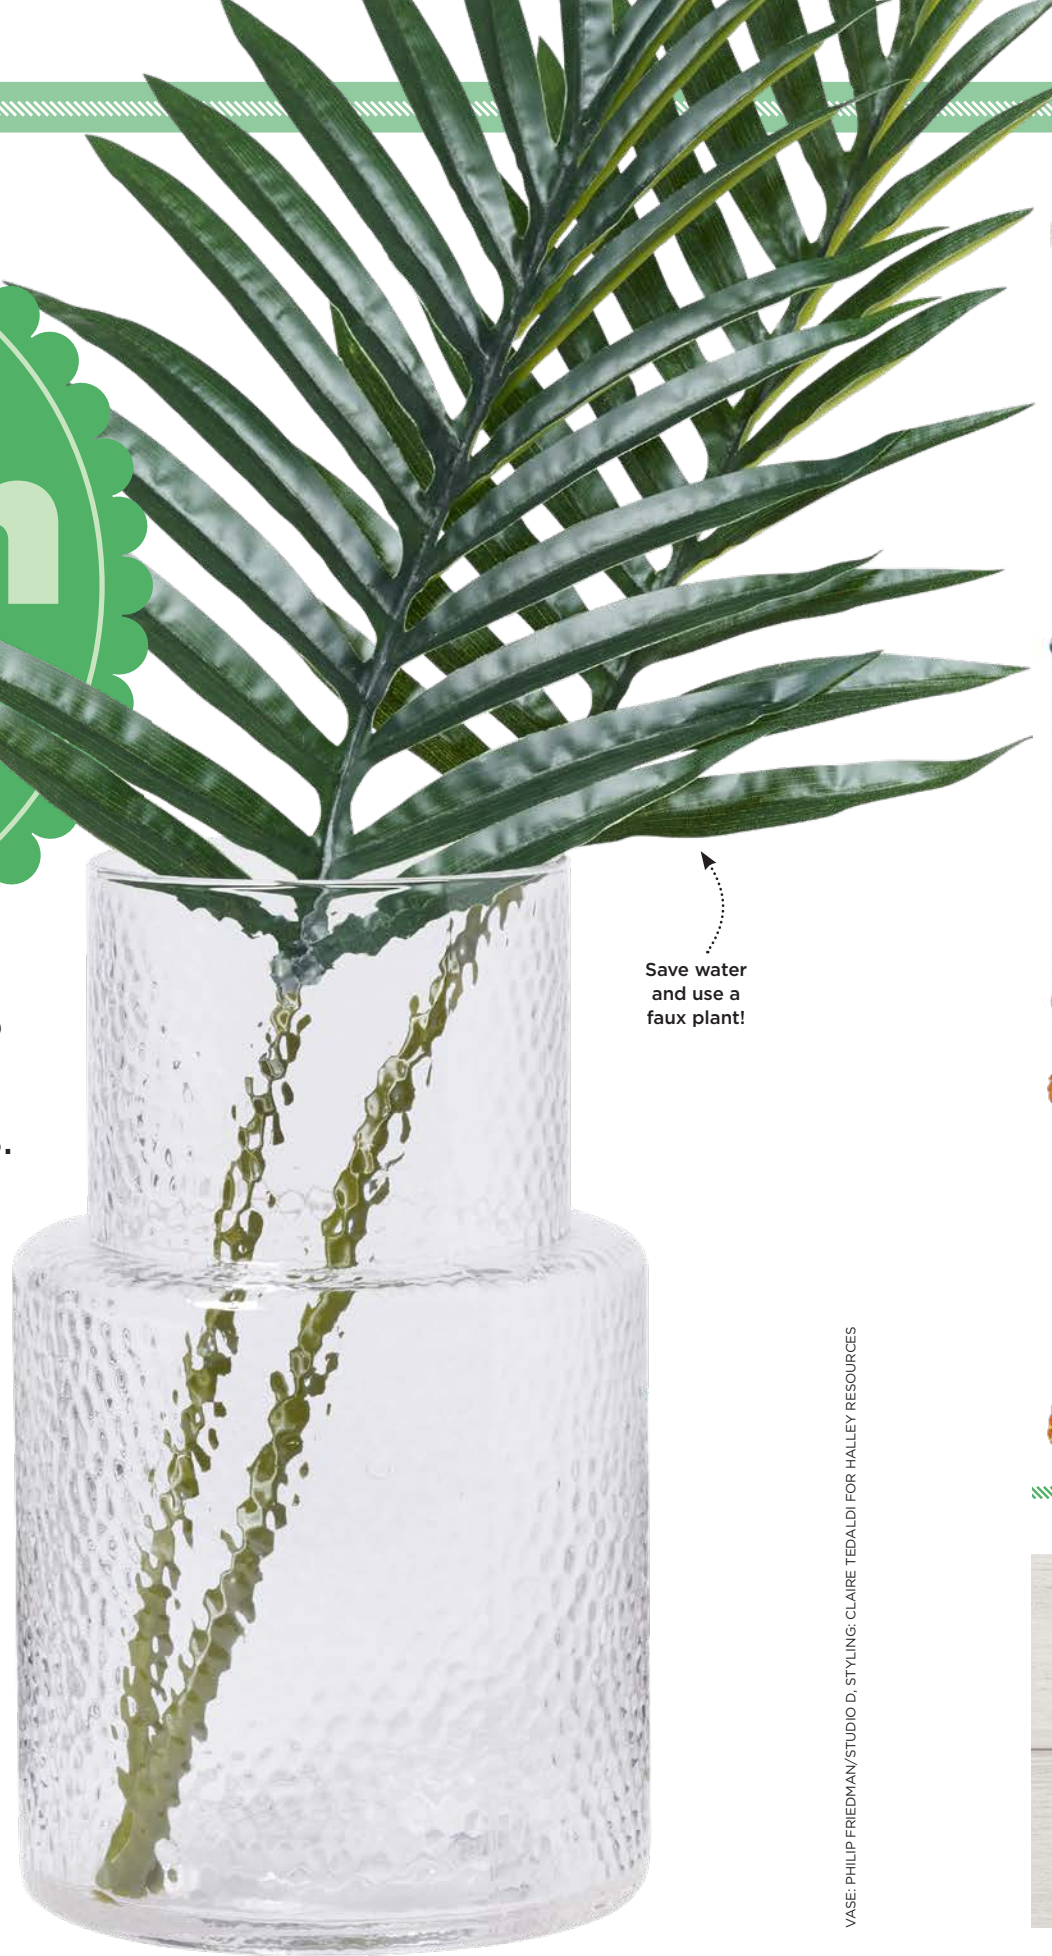 n
.
Save water
and use a
faux plant!
VASE: PHILIP FRIEDMAN/STUDIO D, STYLING: CLAIRE TEDALDI FOR HALLEY RESOURCES